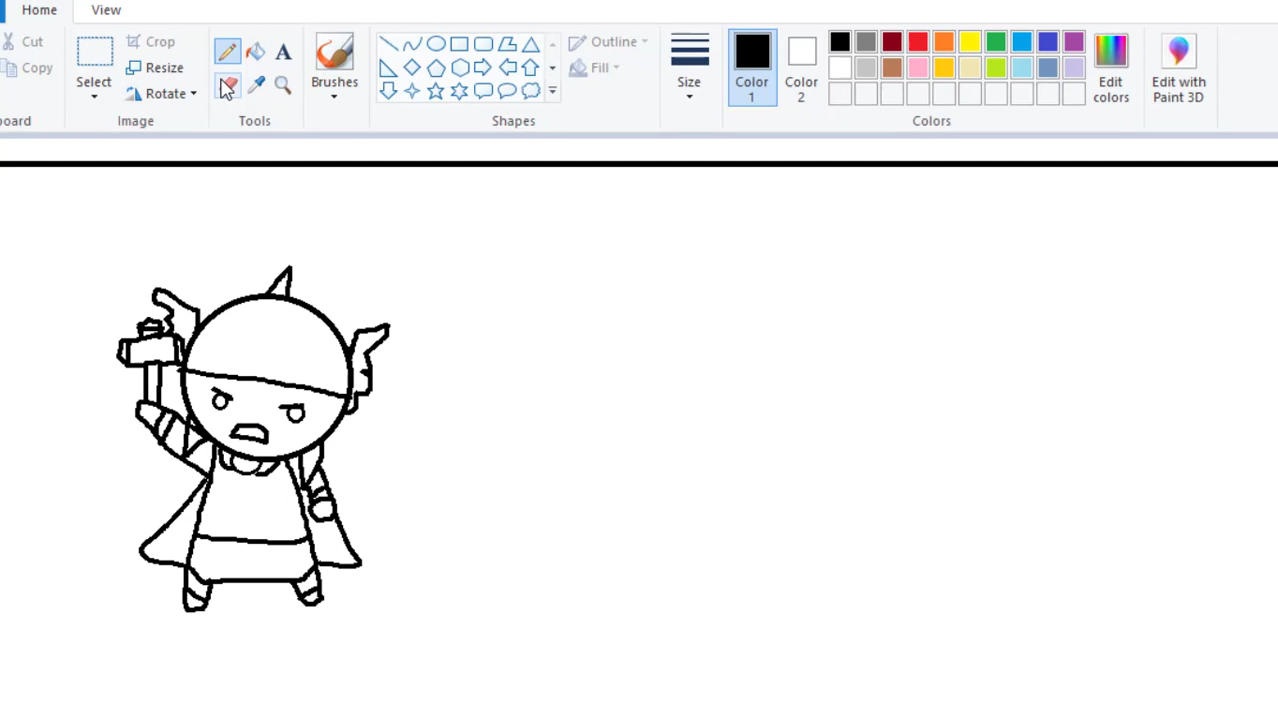 Home View
Cut
Copy
oard
Select
Crop
Resize
Rotate
Image
A
Tools
Brushes
Outline
Fill
Shapes
Size
Color 1
Color 2
Edit colors
Colors
Edit with Paint 3D